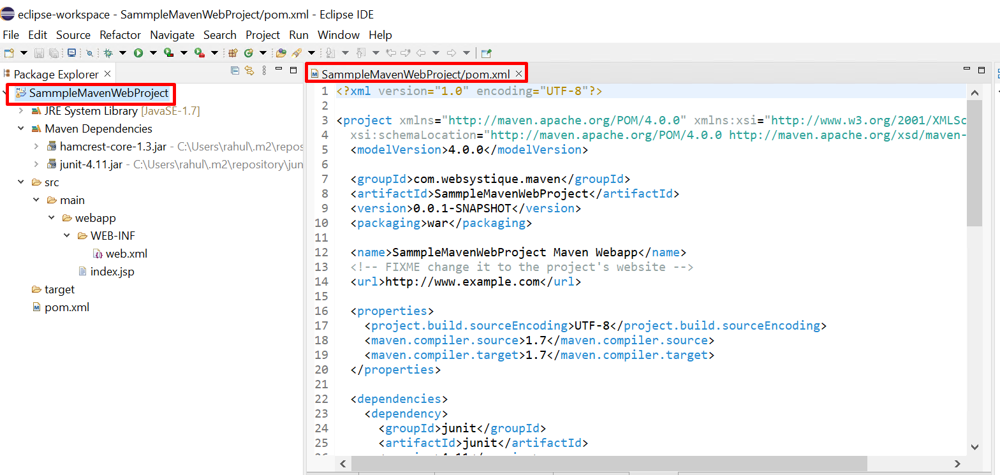 eclipse-workspace - SammpleMavenWebProject/pom.xml - Eclipse IDE
File Edit Source Refactor Navigate Search Project Run Window Help
Package Explorer
SammpleMavenWebProject
JRE System Library [JavaSE-1.7]
Maven Dependencies
hamcrest-core-1.3.jar - C:\Users\rahul\.m2\repos
junit-4.11.jar - C:\Users\rahul\.m2\repository\jun
src
main
webapp
WEB-INF
web.xml
index.jsp
target
pom.xml
SammpleMavenWebProject/pom.xml
1 <?xml version="1.0" encoding="UTF-8"?>
2
3 <project xmlns="http://maven.apache.org/POM/4.0.0" xmlns:xsi="http://www.w3.org/2001/XMLSc
4 xsi:schemaLocation="http://maven.apache.org/POM/4.0.0 http://maven.apache.org/xsd/maven-
5 <modelVersion>4.0.0</modelVersion>
6
7 <groupId>com.websystique.maven</groupId>
8 <artifactId>SammpleMavenWebProject</artifactId>
9 <version>0.0.1-SNAPSHOT</version>
10 <packaging>war</packaging>
11
12 <name>SammpleMavenWebProject Maven Webapp</name>
13 <!-- FIXME change it to the project's website -->
14 <url>http://www.example.com</url>
15
16 <properties>
17 <project.build.sourceEncoding>UTF-8</project.build.sourceEncoding>
18 <maven.compiler.source>1.7</maven.compiler.source>
19 <maven.compiler.target>1.7</maven.compiler.target>
20 </properties>
21
22 <dependencies>
23 <dependency>
24 <groupId>junit</groupId>
25 <artifactId>junit</artifactId>